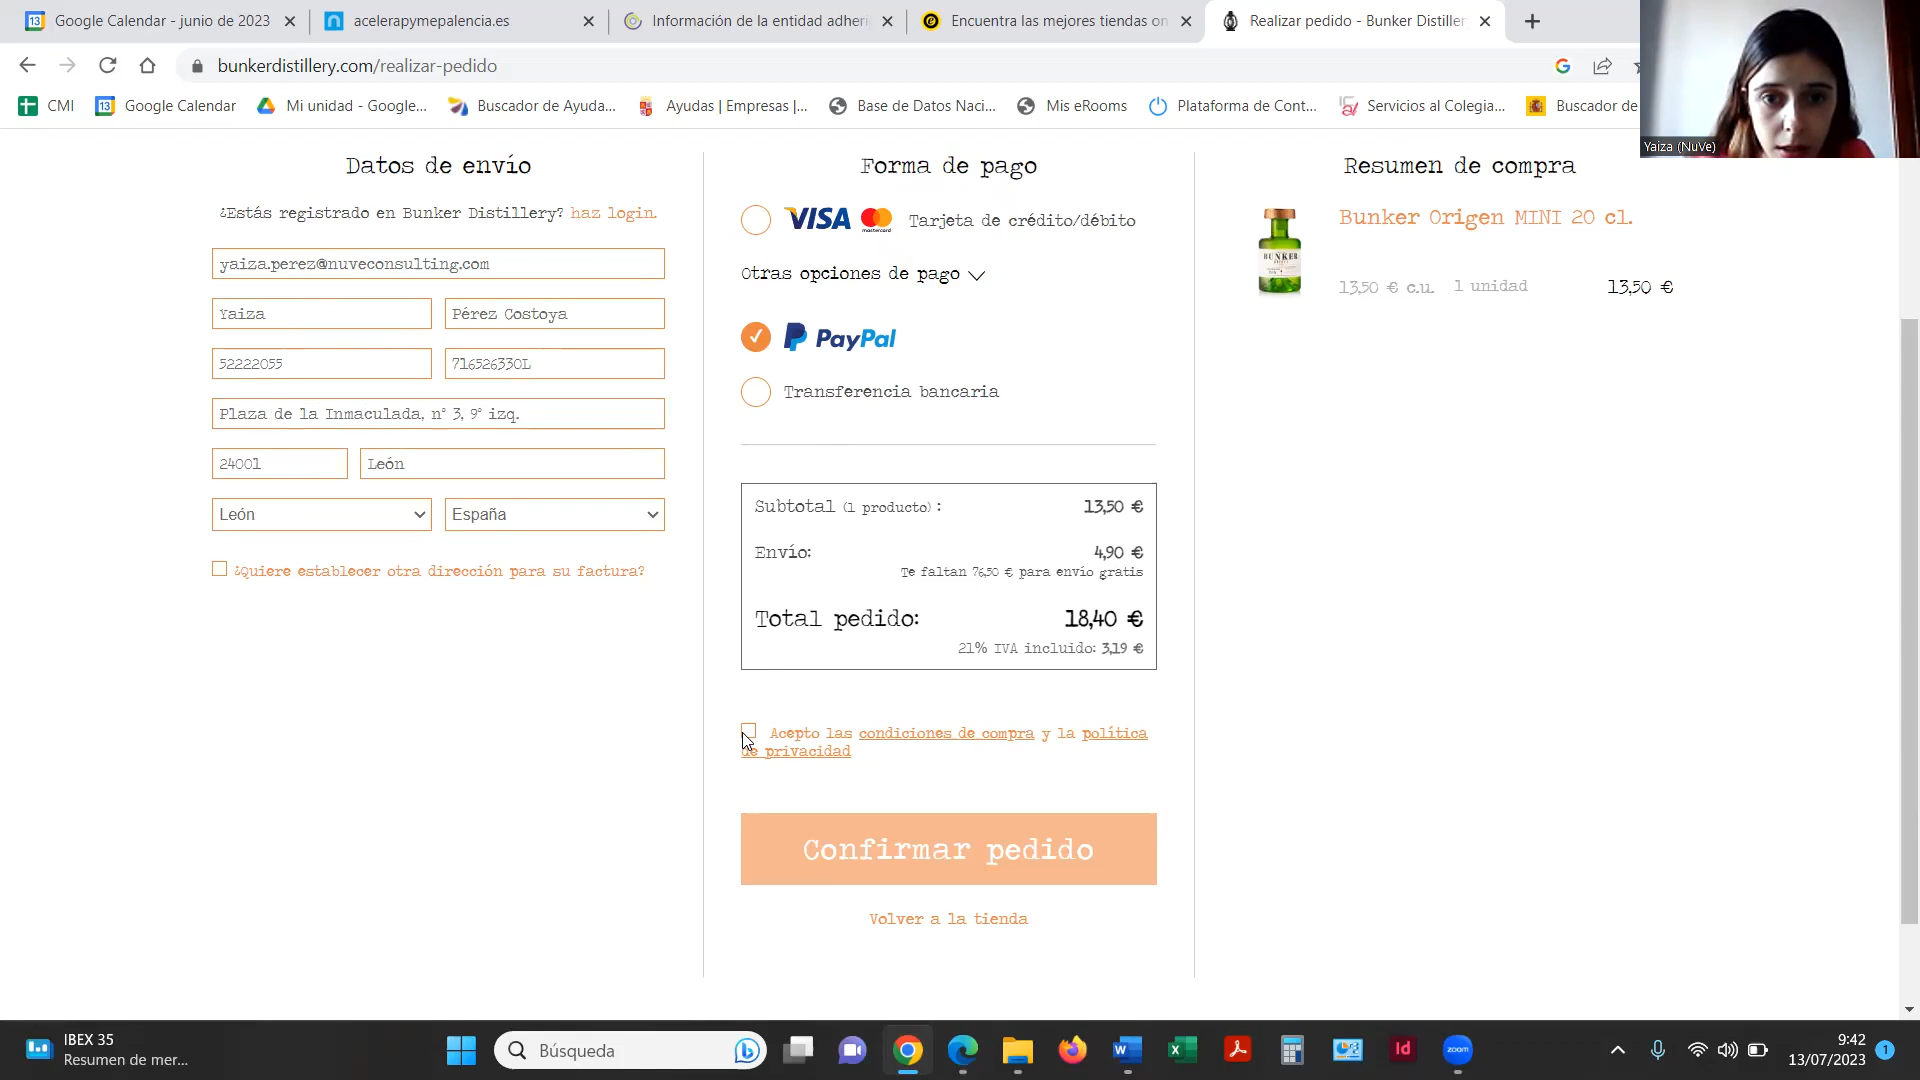 Google Calendar - junio de 2023
acelerapymepalencia.es
Información de la entidad adheri
Encuentra las mejores tiendas on
Realizar pedido - Bunker Distiller
bunkerdistillery.com/realizar-pedido
CMI
Google Calendar
Mi unidad - Google...
Buscador de Ayuda...
Ayudas | Empresas |...
Base de Datos Naci...
Mis eRooms
Plataforma de Cont...
Servicios al Colegia...
Buscador de
Yaiza (NuVe)
Datos de envío
¿Estás registrado en Bunker Distillery? haz login.
yaiza.perez@nuveconsulting.com
Yaiza
Pérez Costoya
52222055
716526330L
Plaza de la Inmaculada, nº 3, 9º izq.
24001
León
León
España
¿Quiere establecer otra dirección para su factura?
Forma de pago
VISA mastercard Tarjeta de crédito/débito
Otras opciones de pago
PayPal
Transferencia bancaria
Subtotal (1 producto) : 13,50 €
Envío: 4,90 €
Te faltan 76,50 € para envío gratis
Total pedido: 18,40 €
21% IVA incluido: 3,19 €
Acepto las condiciones de compra y la política
de privacidad
Confirmar pedido
Volver a la tienda
Resumen de compra
Bunker Origen MINI 20 cl.
BUNKER
13,50 € c.u. 1 unidad 13,50 €
IBEX 35
Resumen de mer...
Búsqueda
zoom
9:42
13/07/2023
1